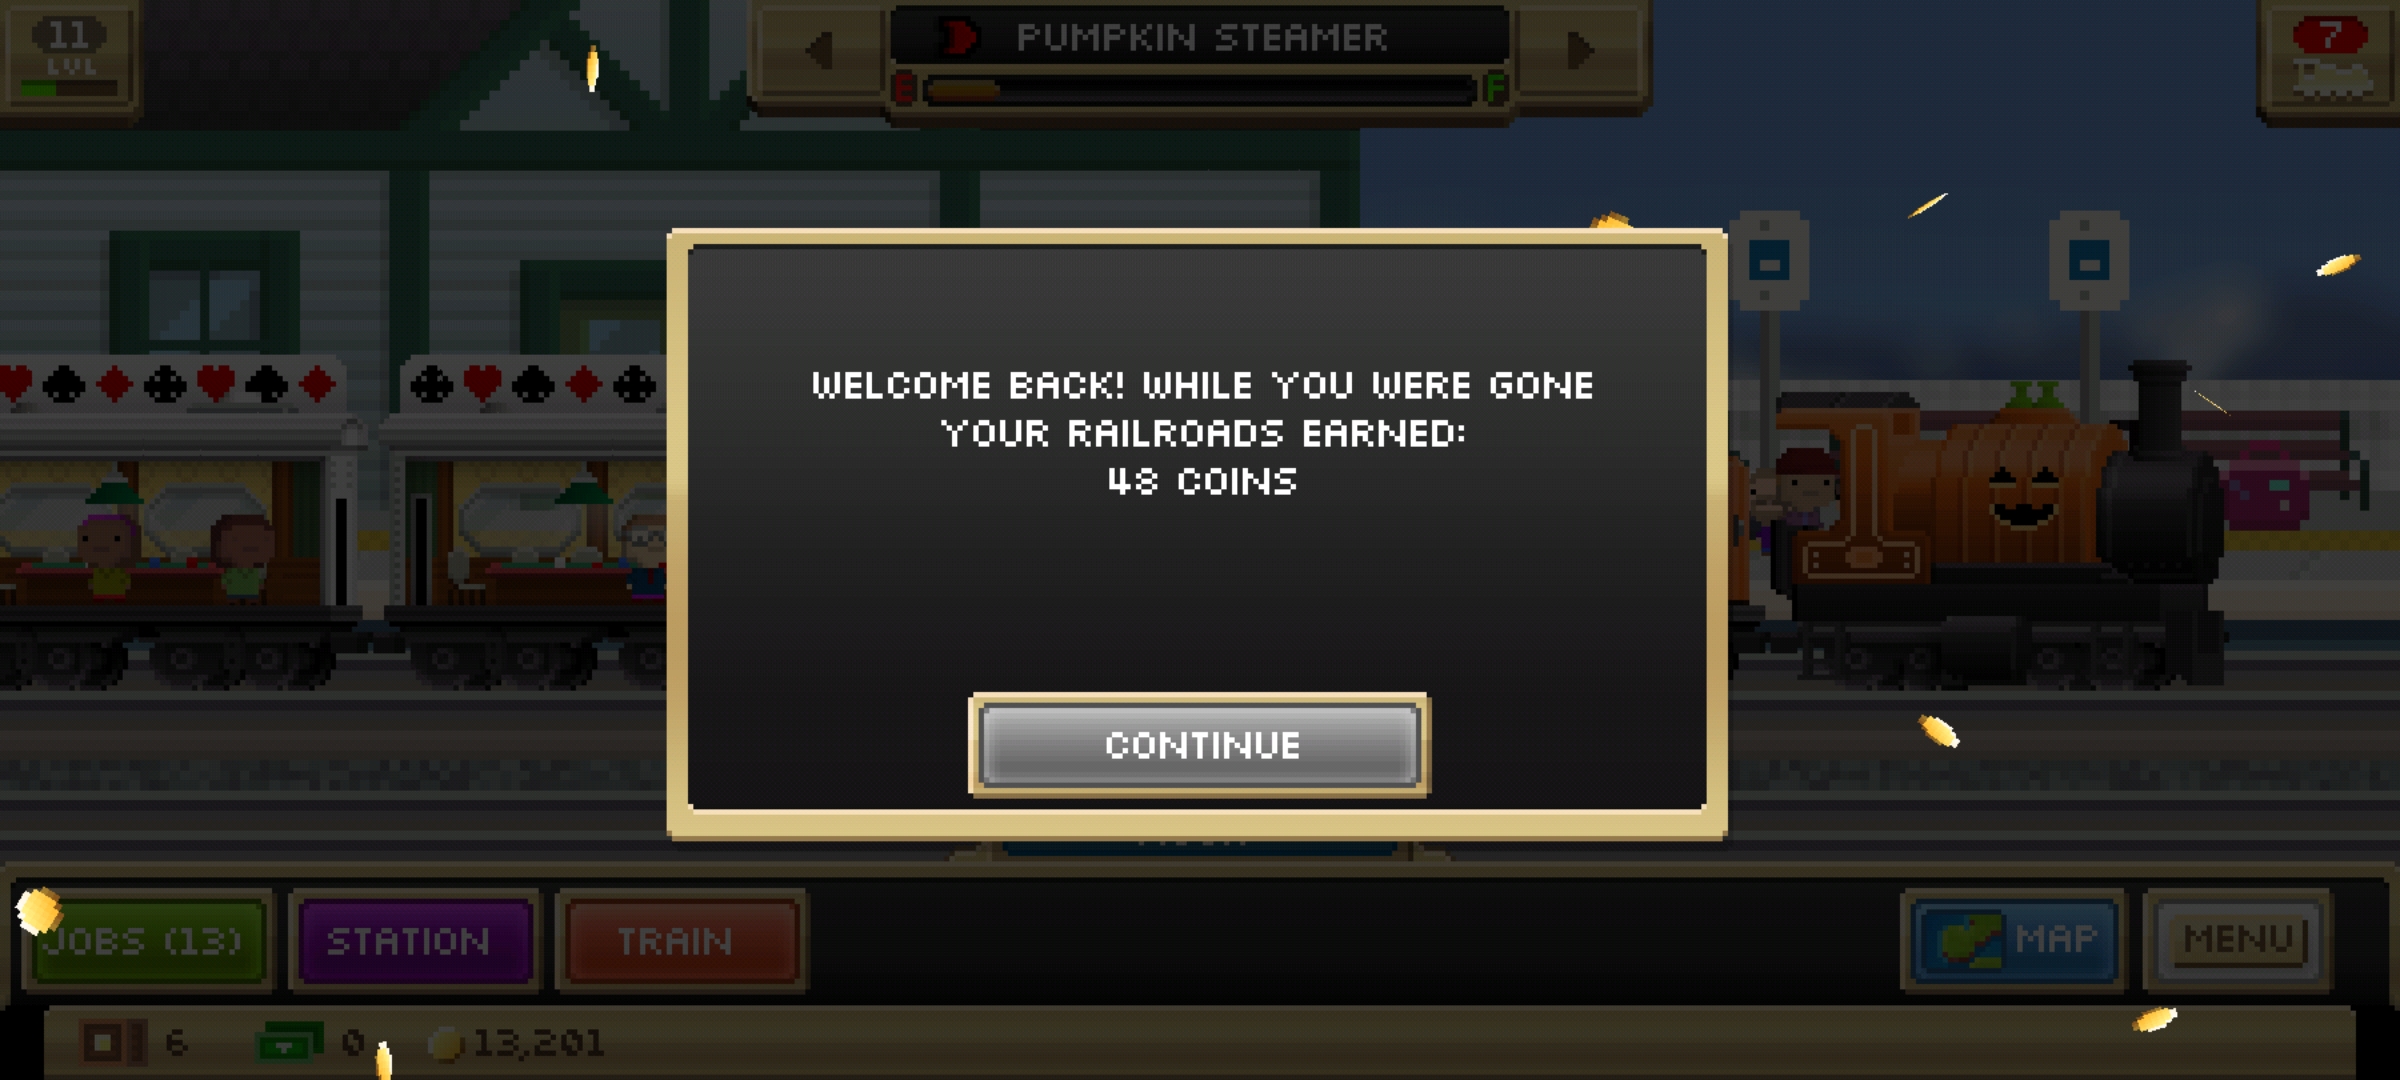 11
LVL
PUMPKIN STEAMER
E
F
7
WELCOME BACK! WHILE YOU WERE GONE
YOUR RAILROADS EARNED:
48 COINS
CONTINUE
JOBS (13)
STATION
TRAIN
MAP
MENU
6
0
13,201